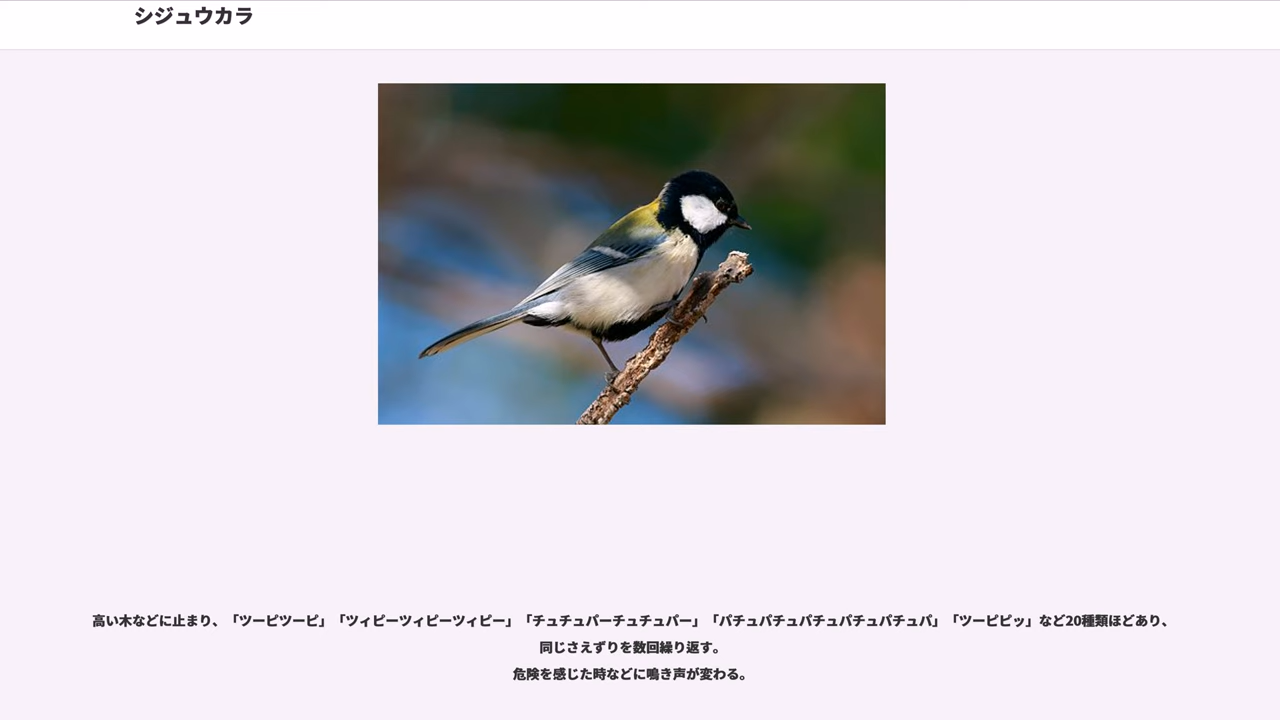 シジュウカラ
高い木などに止まり、「ツーピツーピ」「ツィピーツィピーツィピー」「チュチュパーチュチュパー」「パチュパチュパチュパチュパチュパ」「ツーピピッ」など20種類ほどあり、
同じさえずりを数回繰り返す。
危険を感じた時などに鳴き声が変わる。